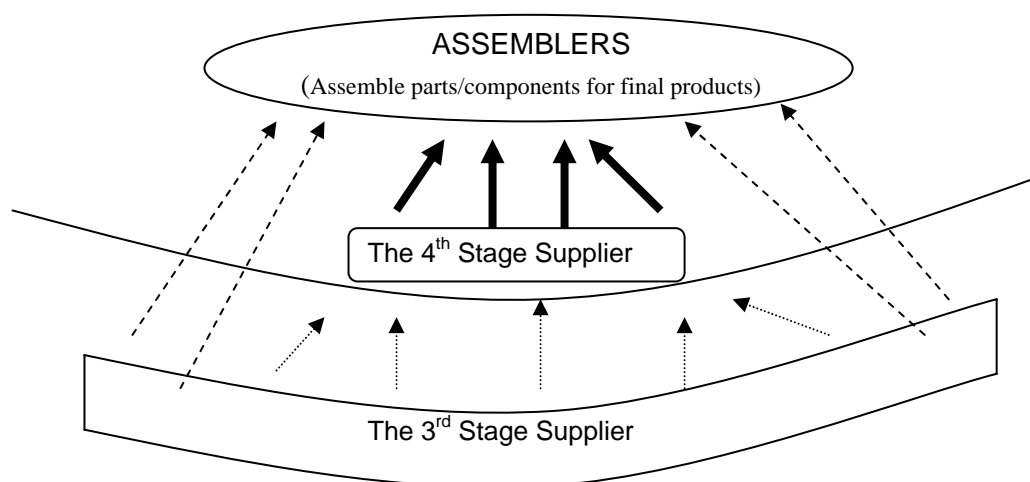 ASSEMBLERS
(Assemble parts/components for final products)
The 4th Stage Supplier
The 3rd Stage Supplier